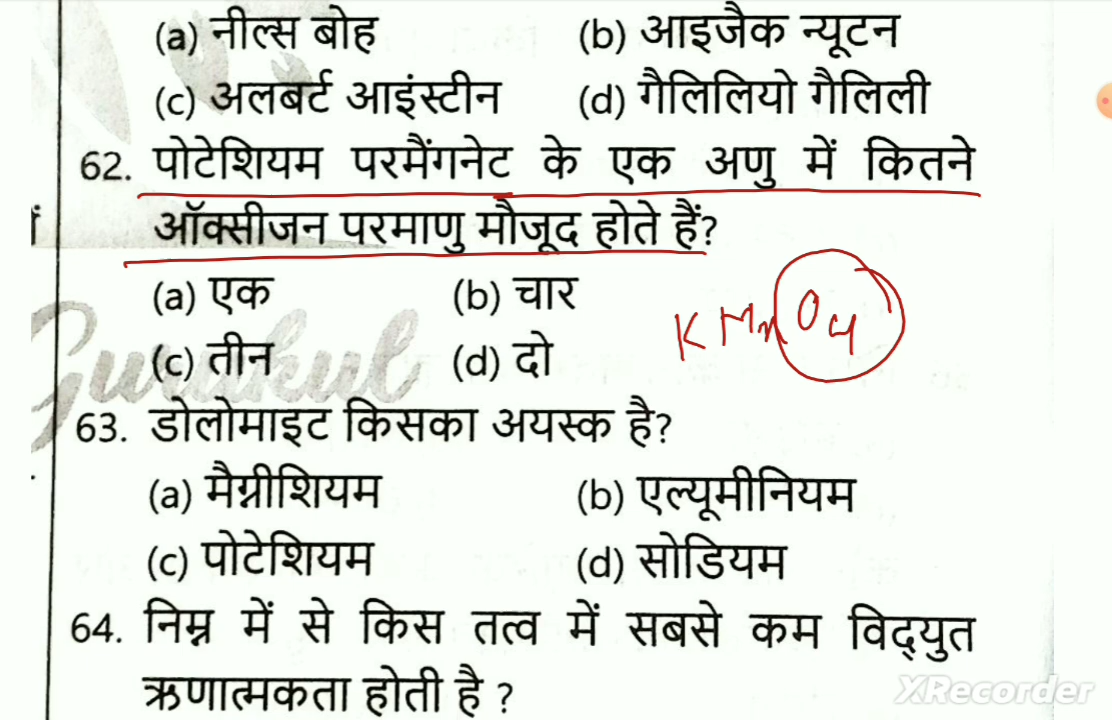 (a) नील्स बोह (b) आइजैक न्यूटन
(c) अलबर्ट आइंस्टीन (d) गैलिलियो गैलिली
62. पोटेशियम परमैंगनेट के एक अणु में कितने
ऑक्सीजन परमाणु मौजूद होते हैं?
(a) एक (b) चार
KMnO4
(c) तीन (d) दो
Gurukul
63. डोलोमाइट किसका अयस्क है?
(a) मैग्नीशियम (b) एल्यूमीनियम
(c) पोटेशियम (d) सोडियम
64. निम्न में से किस तत्व में सबसे कम विद्युत
ऋणात्मकता होती है ?
XRecorder